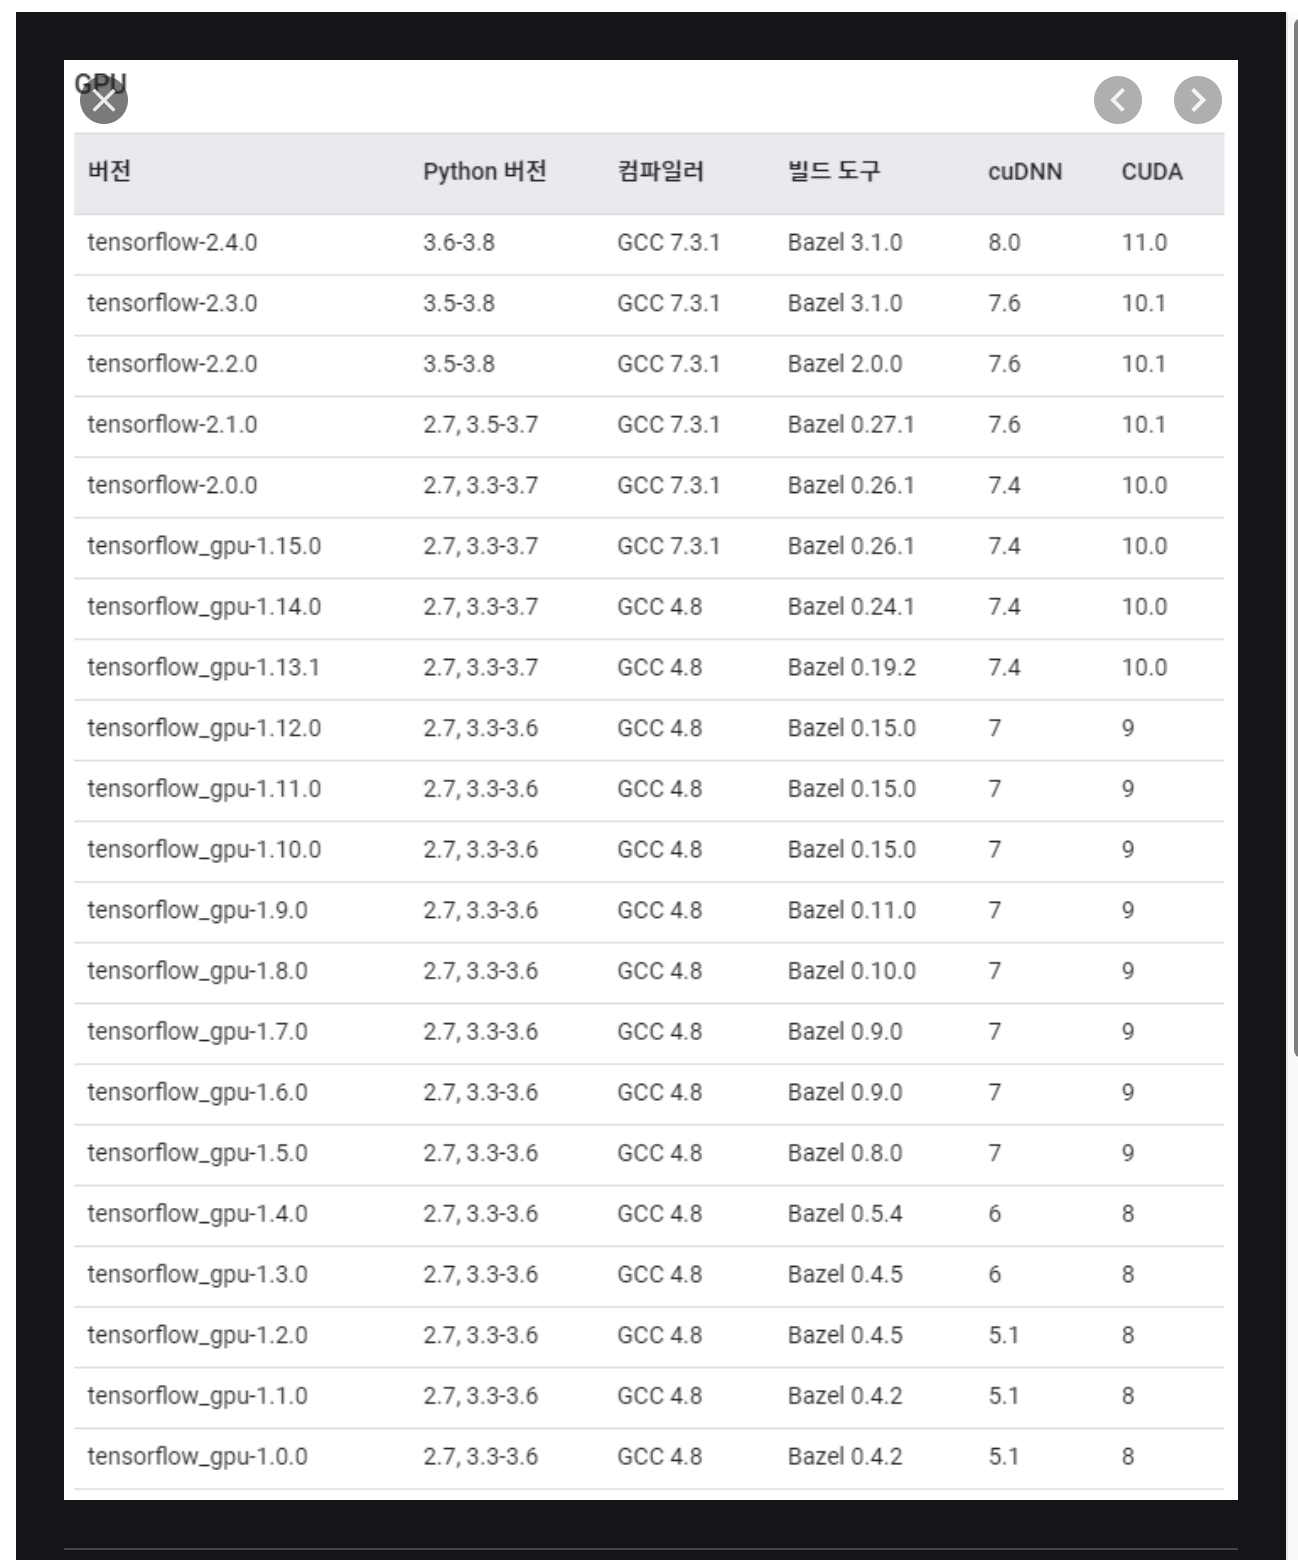 GPU
버전 Python 버전 컴파일러 빌드 도구 cuDNN CUDA
tensorflow-2.4.0 3.6-3.8 GCC 7.3.1 Bazel 3.1.0 8.0 11.0
tensorflow-2.3.0 3.5-3.8 GCC 7.3.1 Bazel 3.1.0 7.6 10.1
tensorflow-2.2.0 3.5-3.8 GCC 7.3.1 Bazel 2.0.0 7.6 10.1
tensorflow-2.1.0 2.7, 3.5-3.7 GCC 7.3.1 Bazel 0.27.1 7.6 10.1
tensorflow-2.0.0 2.7, 3.3-3.7 GCC 7.3.1 Bazel 0.26.1 7.4 10.0
tensorflow_gpu-1.15.0 2.7, 3.3-3.7 GCC 7.3.1 Bazel 0.26.1 7.4 10.0
tensorflow_gpu-1.14.0 2.7, 3.3-3.7 GCC 4.8 Bazel 0.24.1 7.4 10.0
tensorflow_gpu-1.13.1 2.7, 3.3-3.7 GCC 4.8 Bazel 0.19.2 7.4 10.0
tensorflow_gpu-1.12.0 2.7, 3.3-3.6 GCC 4.8 Bazel 0.15.0 7 9
tensorflow_gpu-1.11.0 2.7, 3.3-3.6 GCC 4.8 Bazel 0.15.0 7 9
tensorflow_gpu-1.10.0 2.7, 3.3-3.6 GCC 4.8 Bazel 0.15.0 7 9
tensorflow_gpu-1.9.0 2.7, 3.3-3.6 GCC 4.8 Bazel 0.11.0 7 9
tensorflow_gpu-1.8.0 2.7, 3.3-3.6 GCC 4.8 Bazel 0.10.0 7 9
tensorflow_gpu-1.7.0 2.7, 3.3-3.6 GCC 4.8 Bazel 0.9.0 7 9
tensorflow_gpu-1.6.0 2.7, 3.3-3.6 GCC 4.8 Bazel 0.9.0 7 9
tensorflow_gpu-1.5.0 2.7, 3.3-3.6 GCC 4.8 Bazel 0.8.0 7 9
tensorflow_gpu-1.4.0 2.7, 3.3-3.6 GCC 4.8 Bazel 0.5.4 6 8
tensorflow_gpu-1.3.0 2.7, 3.3-3.6 GCC 4.8 Bazel 0.4.5 6 8
tensorflow_gpu-1.2.0 2.7, 3.3-3.6 GCC 4.8 Bazel 0.4.5 5.1 8
tensorflow_gpu-1.1.0 2.7, 3.3-3.6 GCC 4.8 Bazel 0.4.2 5.1 8
tensorflow_gpu-1.0.0 2.7, 3.3-3.6 GCC 4.8 Bazel 0.4.2 5.1 8